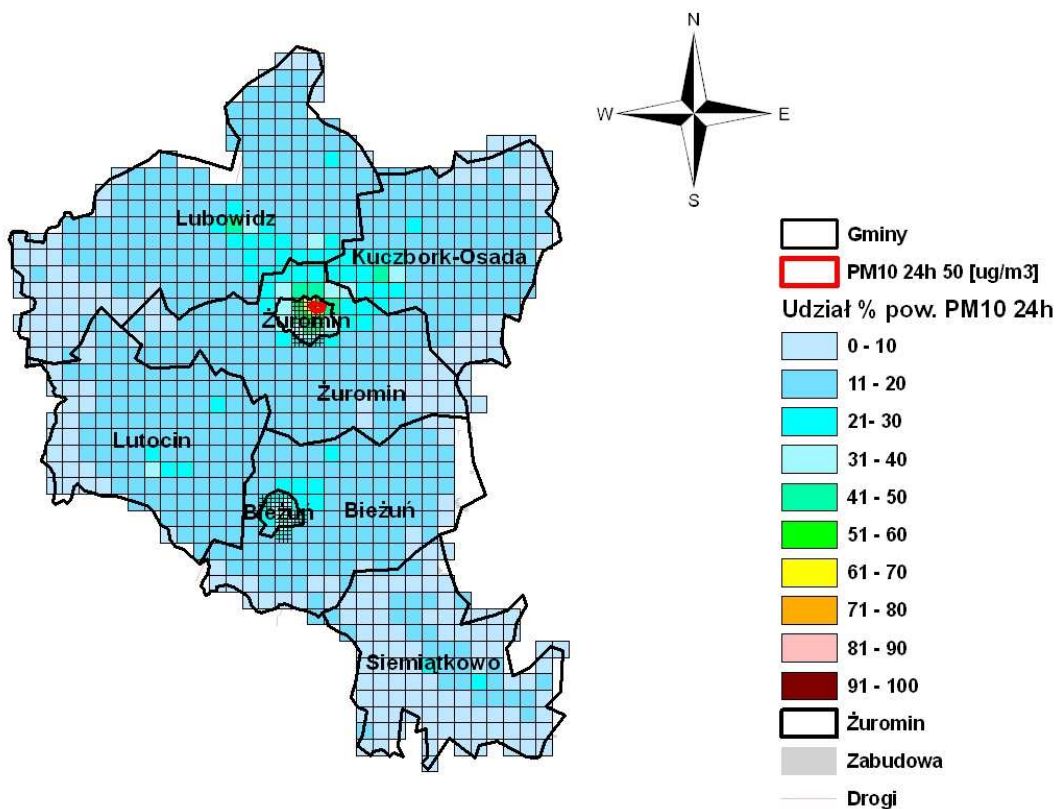 N
W
E
S
Lubowidz
Kuczbork-Osada
Żuromin
Żuromin
Lutocin
Bieżuń
Bieżuń
Siemiątkowo
Gminy
PM10 24h 50 [ug/m3]
Udział % pow. PM10 24h
0 - 10
11 - 20
21- 30
31 - 40
41 - 50
51 - 60
61 - 70
71 - 80
81 - 90
91 - 100
Żuromin
Zabudowa
Drogi